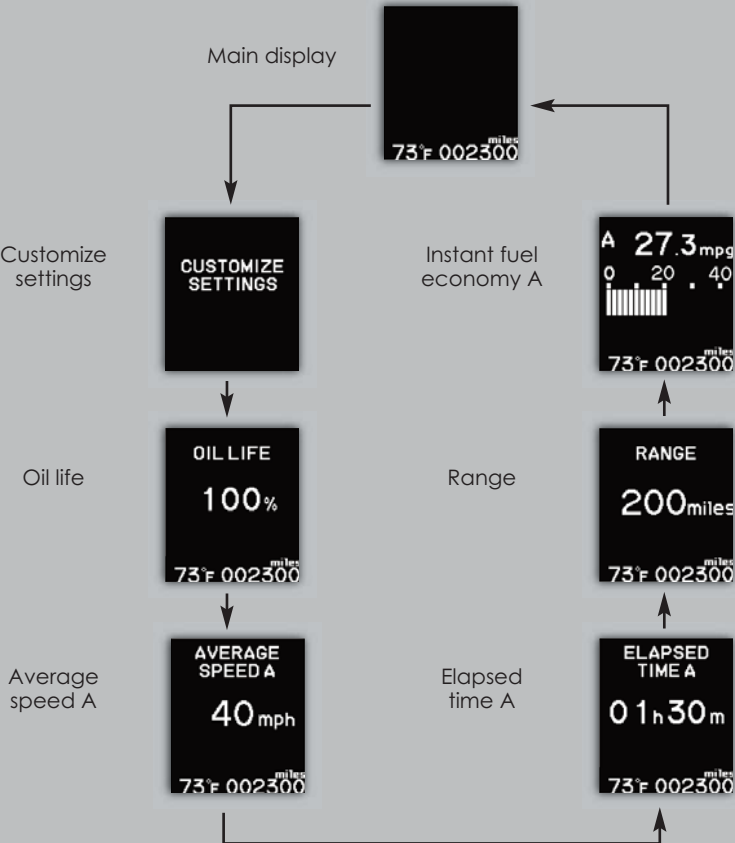 Main display
miles
73°F 002300
Customize
settings
CUSTOMIZE
SETTINGS
Instant fuel
economy A
A 27.3 mpg
0 20 40
miles
73°F 002300
Oil life
OIL LIFE
100%
miles
73°F 002300
Range
RANGE
200miles
miles
73°F 002300
Average
speed A
AVERAGE
SPEED A
40 mph
miles
73°F 002300
Elapsed
time A
ELAPSED
TIME A
01h30m
miles
73°F 002300